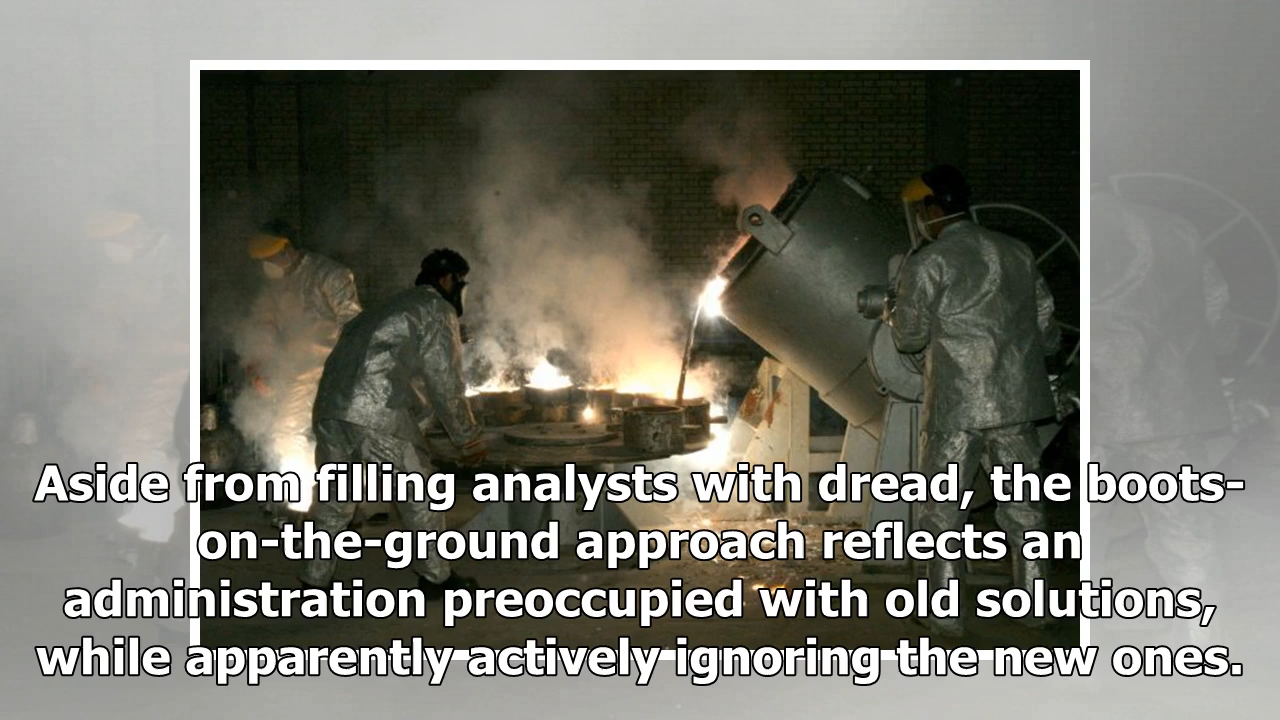 Aside from filling analysts with dread, the boots-
on-the-ground approach reflects an
administration preoccupied with old solutions,
while apparently actively ignoring the new ones.